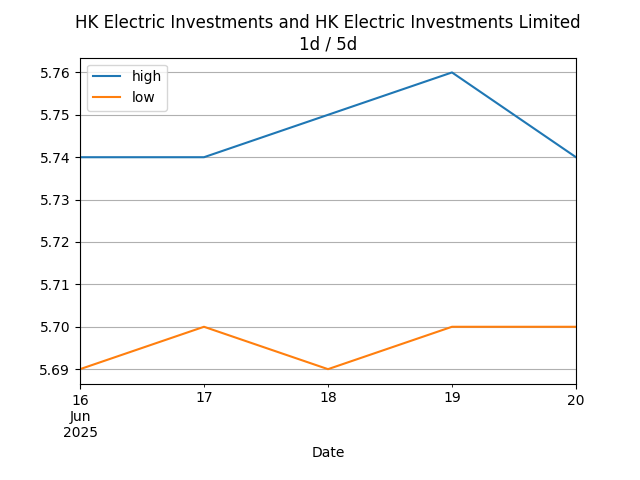 HK Electric Investments and HK Electric Investments Limited
1d / 5d
high
low
5.76
5.75
5.74
5.73
5.72
5.71
5.70
5.69
16 17 18 19 20
Jun
2025
Date